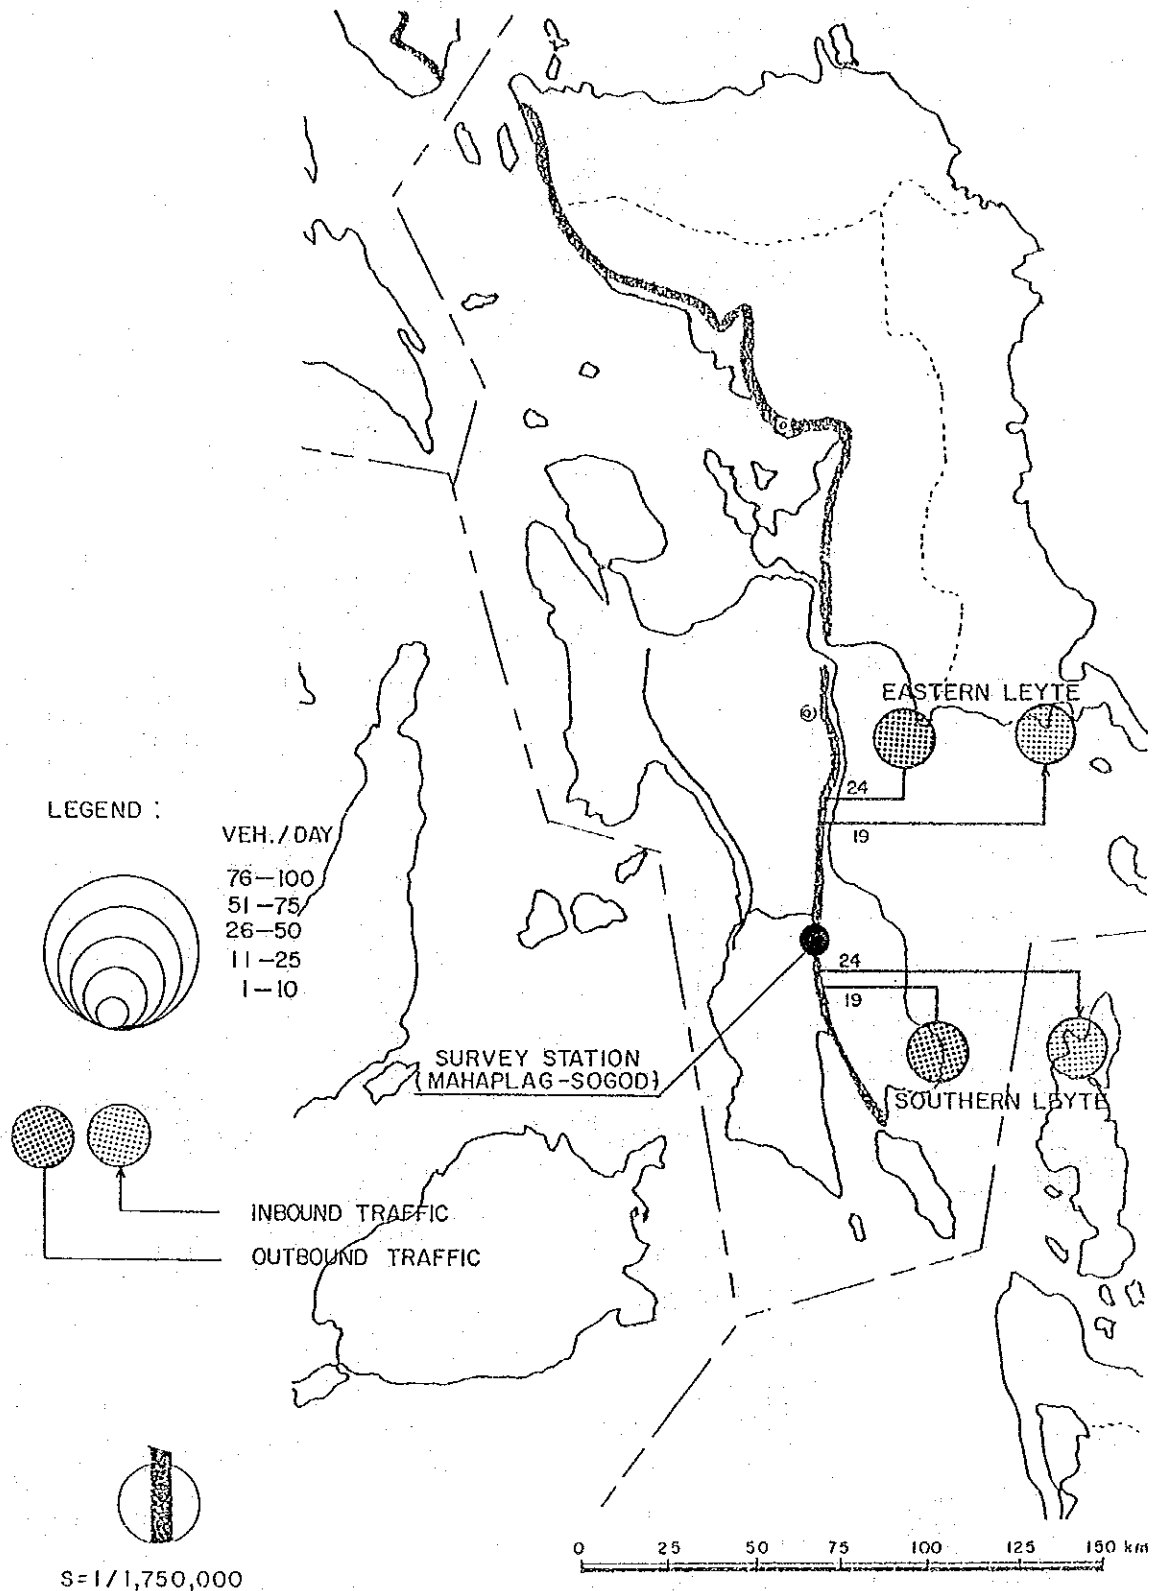 EASTERN LEYTE
24
19
LEGEND :
VEH./DAY
76—100
51—75
26—50
11—25
1—10
24
19
SURVEY STATION
(MAHAPLAG-SOGOD)
SOUTHERN LEYTE
INBOUND TRAFFIC
OUTBOUND TRAFFIC
0 25 50 75 100 125 150 km
S=1/1,750,000